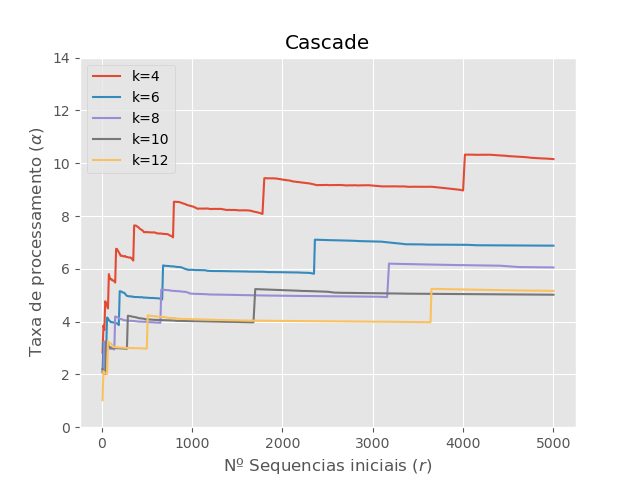 Cascade
14
12
10
8
6
4
2
0
Taxa de processamento (α)
k=4
k=6
k=8
k=10
k=12
0 1000 2000 3000 4000 5000
Nº Sequencias iniciais (r)